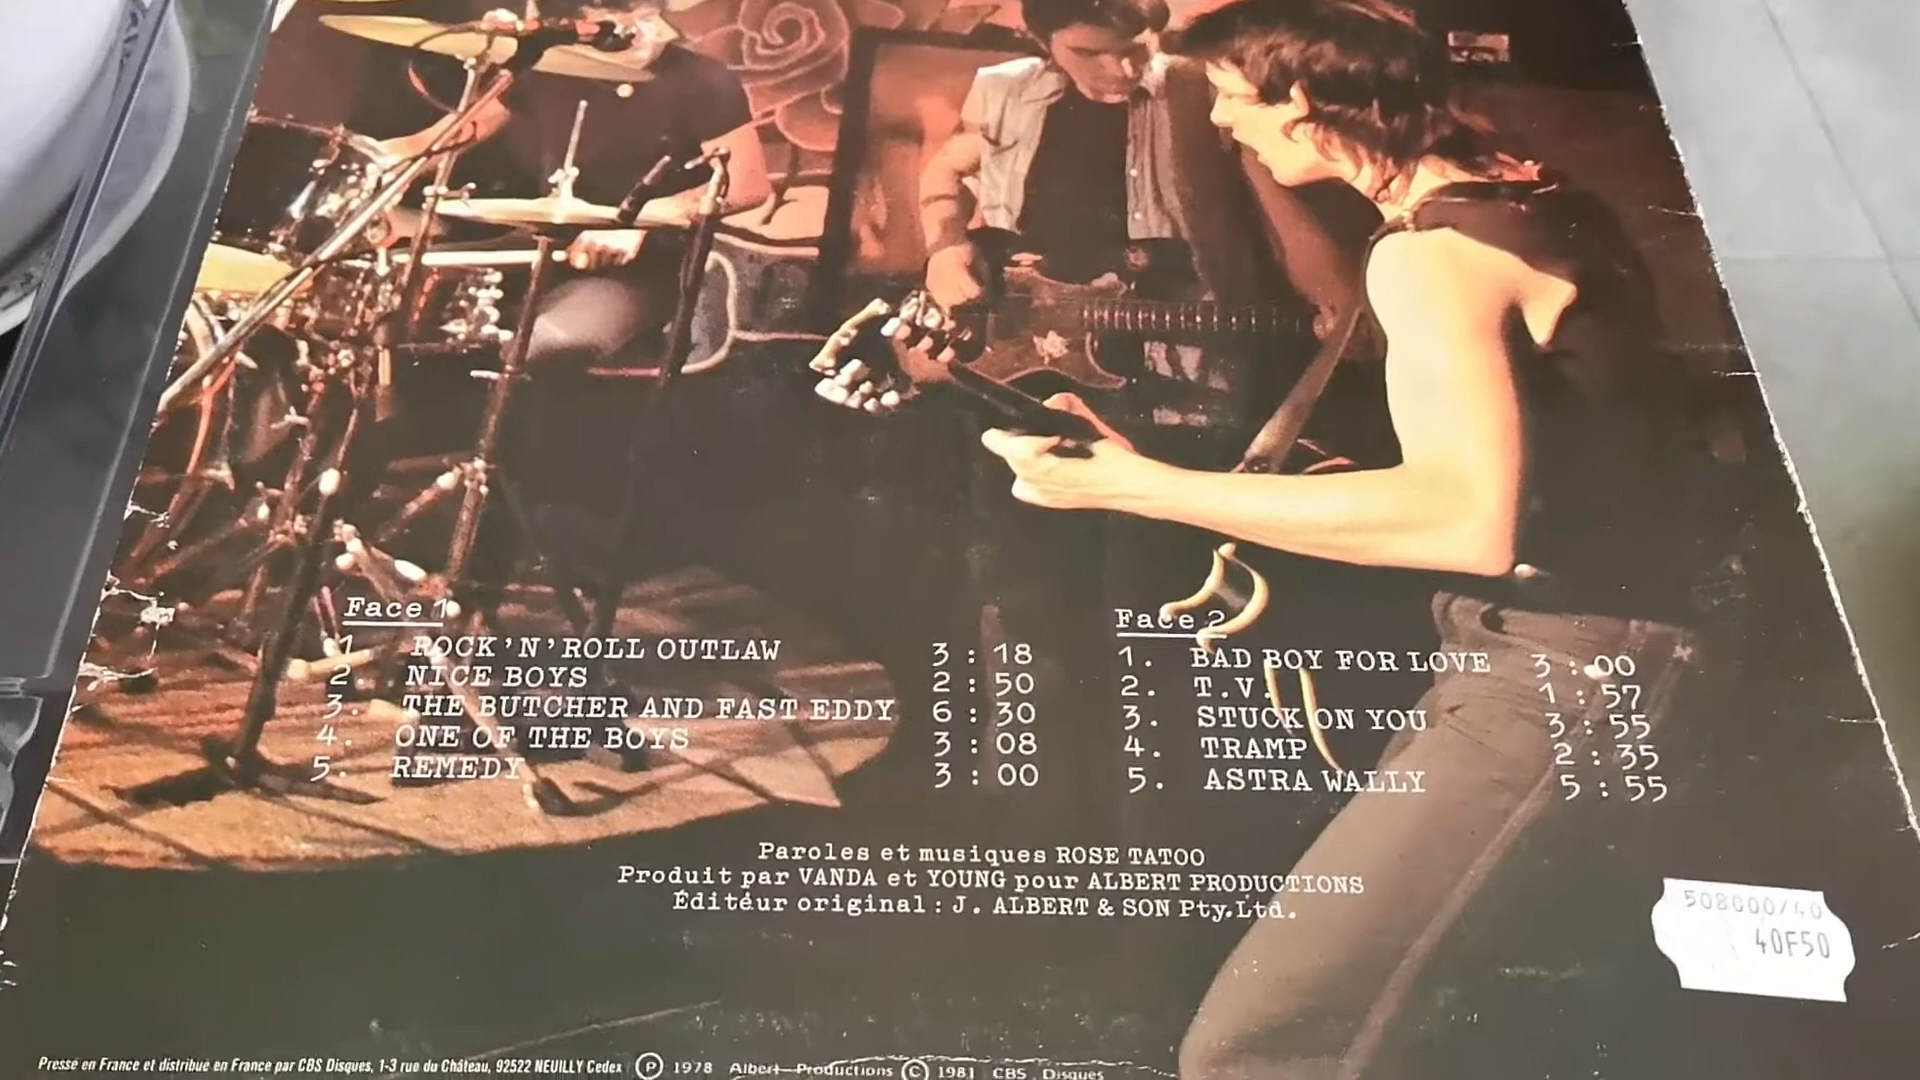 Face 1
1. ROCK'N'ROLL OUTLAW 3 : 18
2. NICE BOYS 2 : 50
3. THE BUTCHER AND FAST EDDY 6 : 30
4. ONE OF THE BOYS 3 : 08
5. REMEDY 3 : 00
Face 2
1. BAD BOY FOR LOVE 3 : 00
2. T.V. 1 : 57
3. STUCK ON YOU 3 : 55
4. TRAMP 2 : 35
5. ASTRA WALLY 5 : 55
Paroles et musiques ROSE TATOO
Produit par VANDA et YOUNG pour ALBERT PRODUCTIONS
Éditeur original : J. ALBERT & SON Pty.Ltd.
508000/40
40F50
Pressé en France et distribué en France par CBS Disques, 1-3 rue du Château, 92522 NEUILLY Cedex Ⓟ 1978 Albert Productions © 1981 CBS Disques